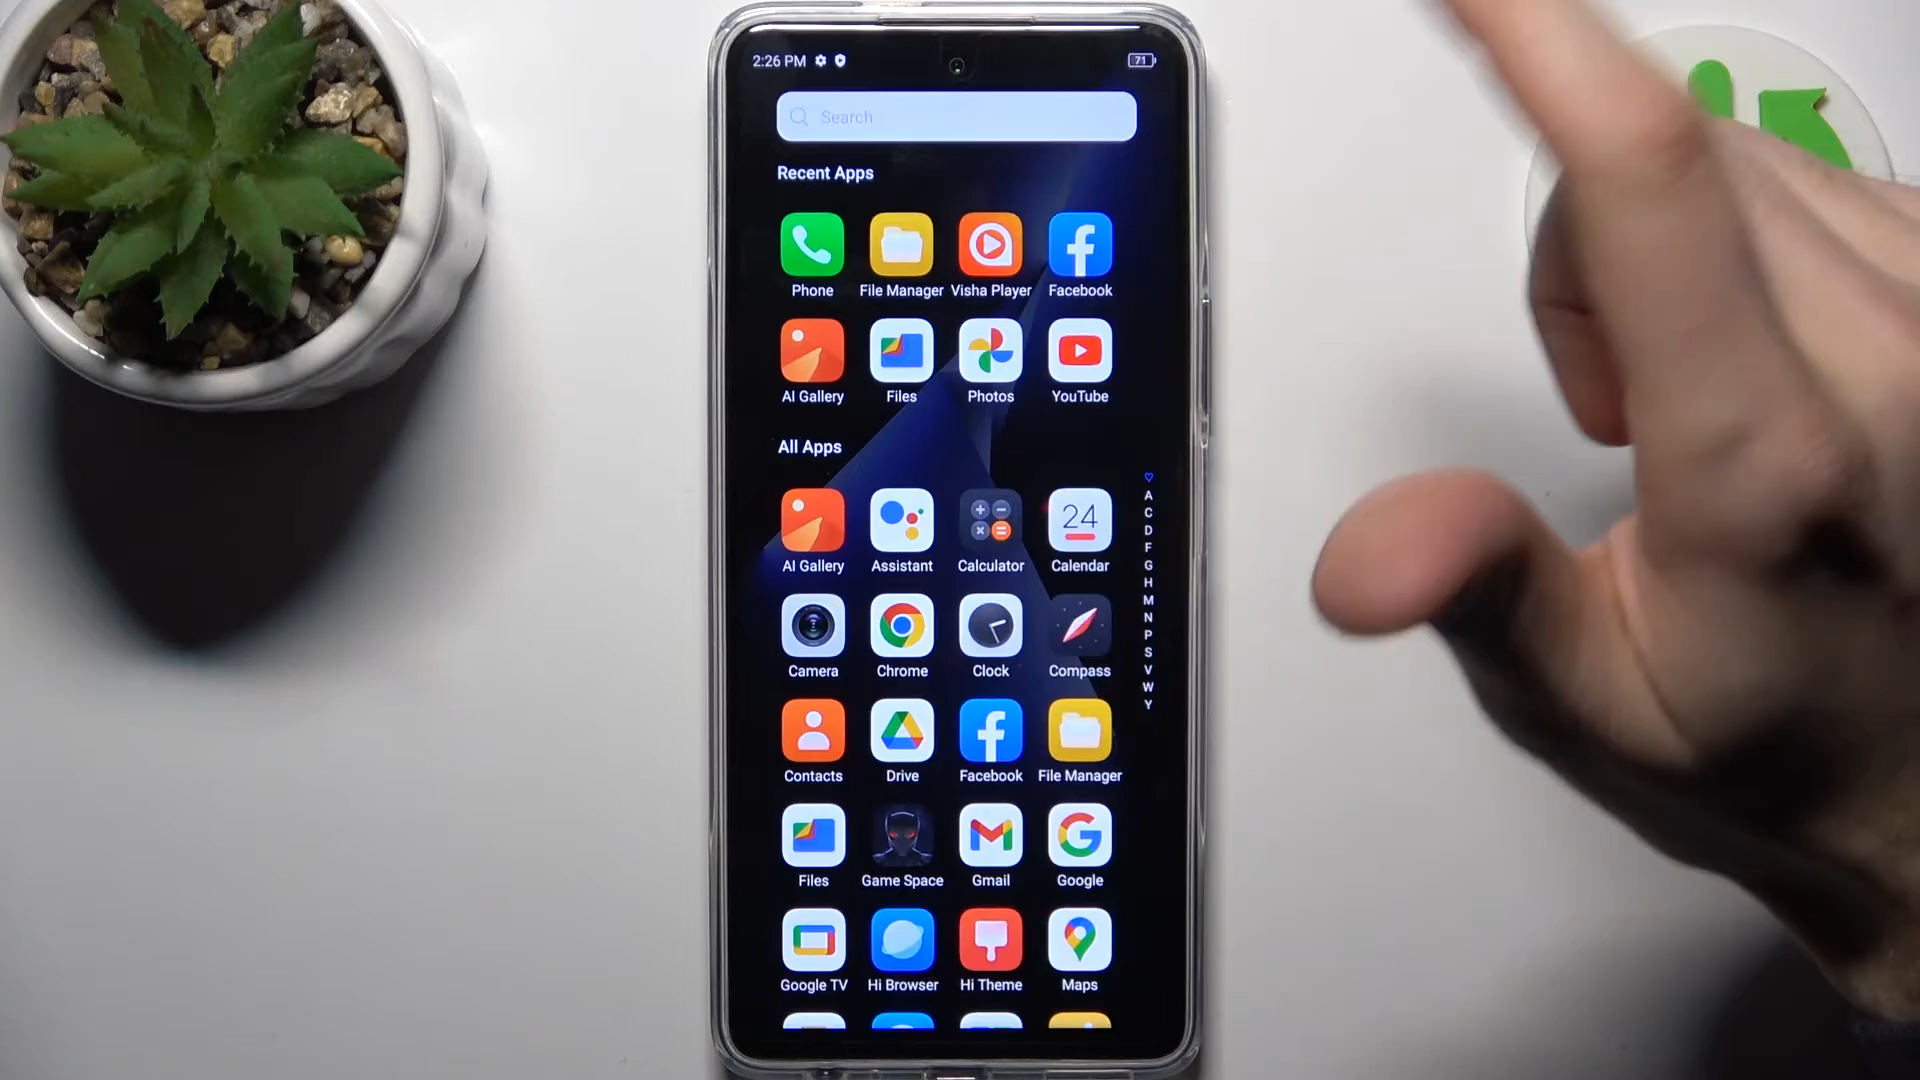 2:26 PM 71
Search
Recent Apps
Phone File Manager Visha Player Facebook
AI Gallery Files Photos YouTube
All Apps
24
AI Gallery Assistant Calculator Calendar
Camera Chrome Clock Compass
Contacts Drive Facebook File Manager
Files Game Space Gmail Google
Google TV Hi Browser Hi Theme Maps
A
C
D
F
G
H
M
N
P
S
V
W
Y